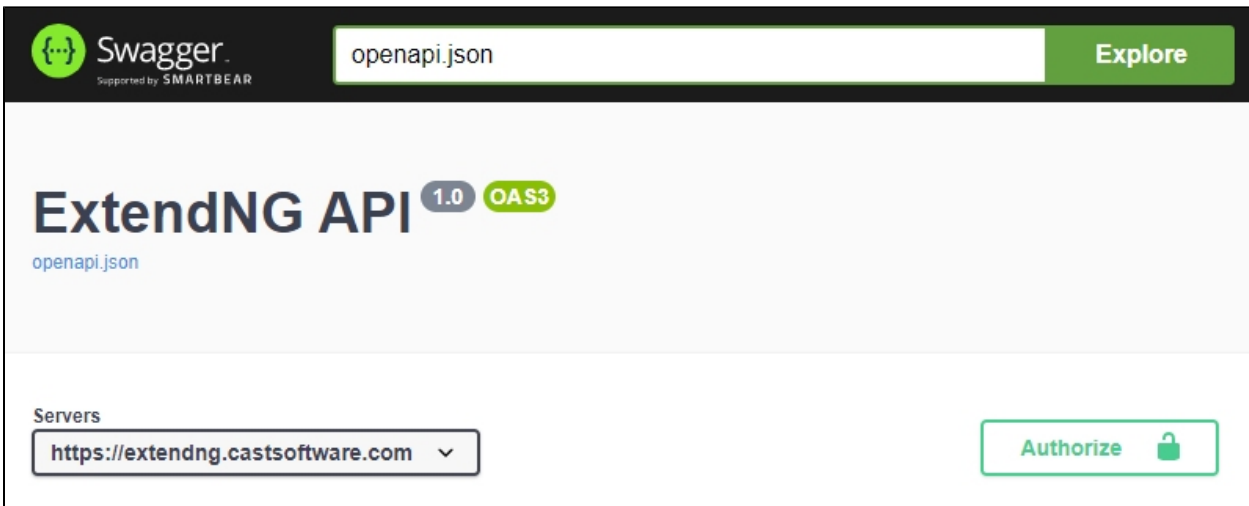 {···} Swagger.
Supported by SMARTBEAR
openapi.json
Explore
ExtendNG API 1.0 OAS3
openapi.json
Servers
https://extendng.castsoftware.com
Authorize